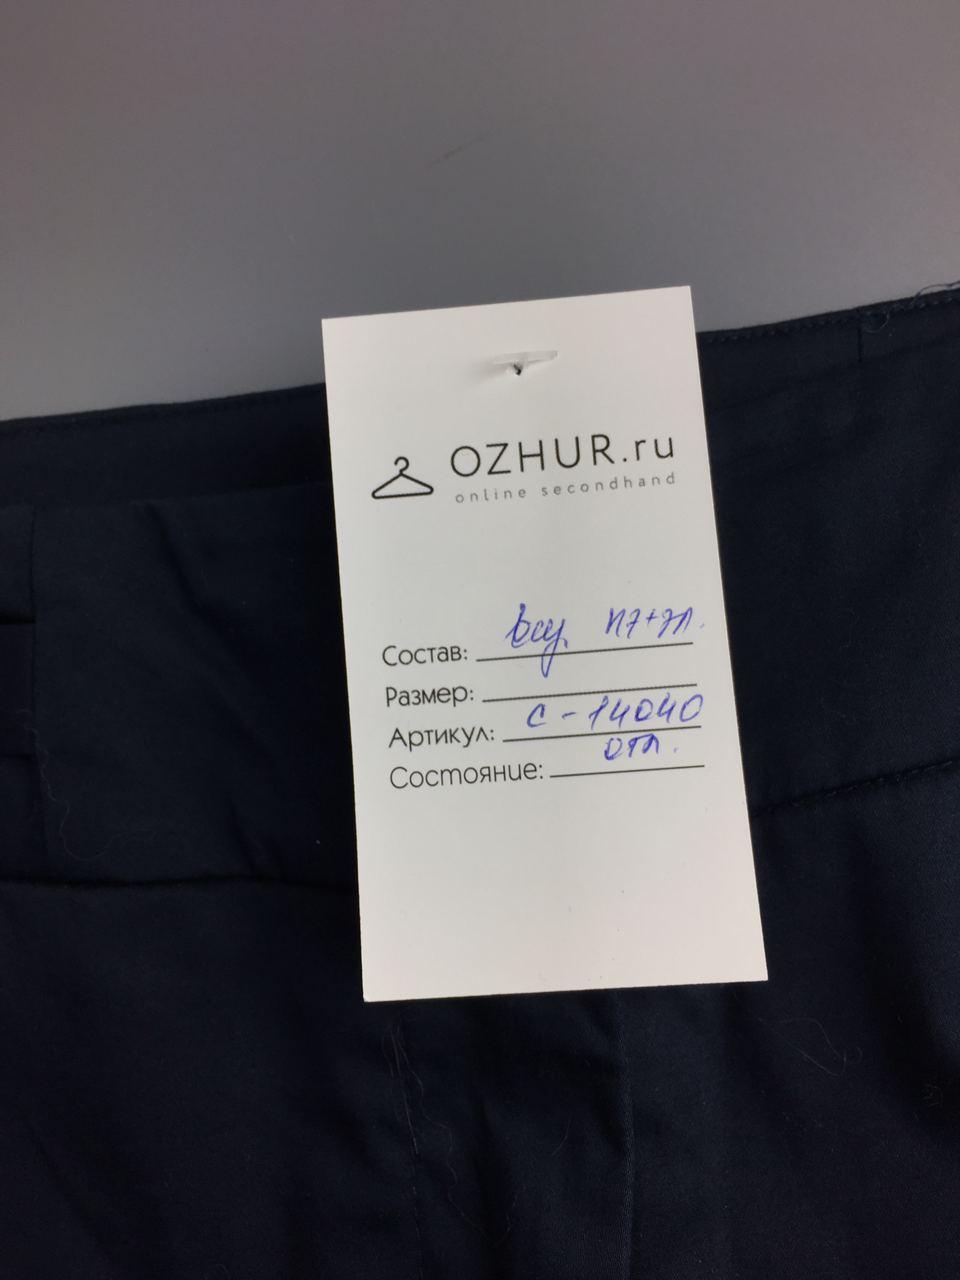 OZHUR.ru
online secondhand
Состав:
Размер:
Артикул: с-14040
Состояние: отл.